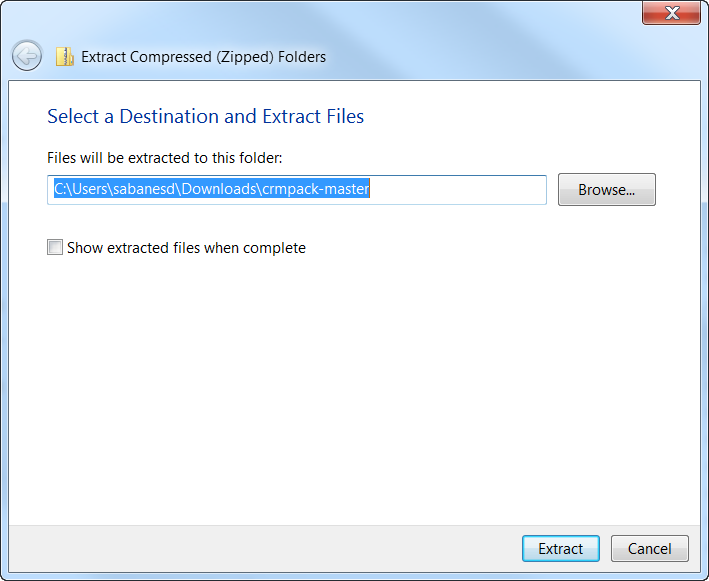 Extract Compressed (Zipped) Folders
Select a Destination and Extract Files
Files will be extracted to this folder:
C:\Users\sabanesd\Downloads\crmpack-master
Browse...
Show extracted files when complete
Extract
Cancel